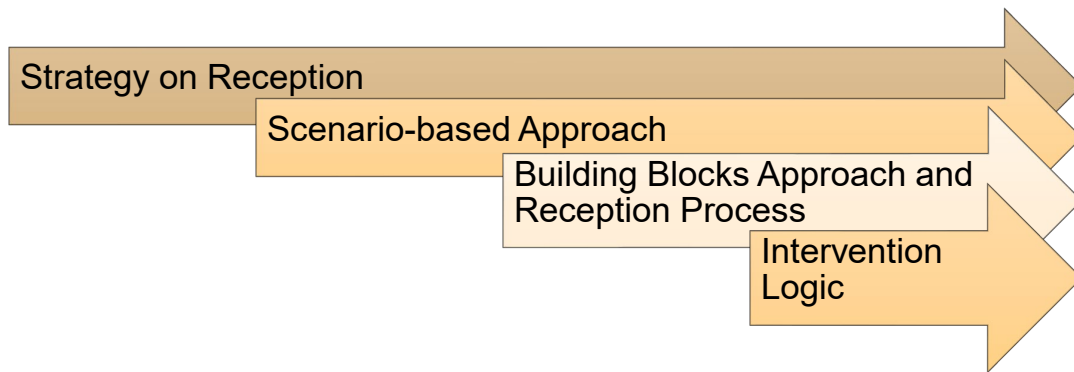 Strategy on Reception
Scenario-based Approach
Building Blocks Approach and
Reception Process
Intervention
Logic